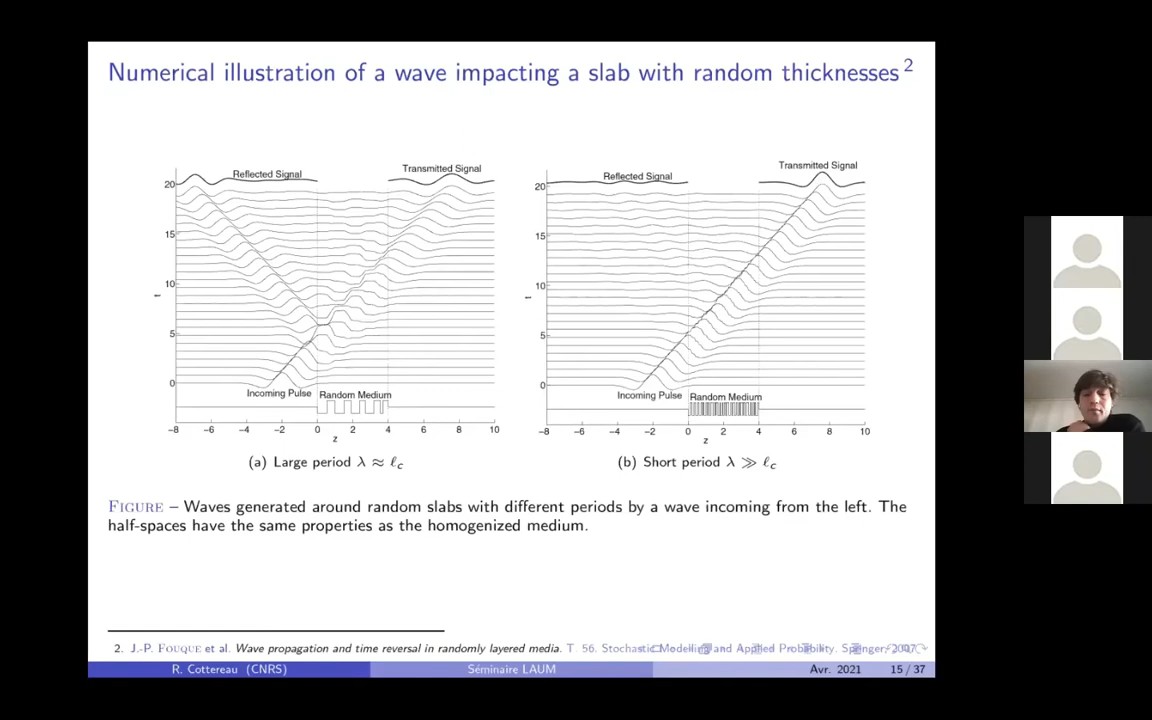 Numerical illustration of a wave impacting a slab with random thicknesses 2
Reflected Signal
Transmitted Signal
20
15
10
5
0
t
Incoming Pulse
Random Medium
−8 −6 −4 −2 0 2 4 6 8 10
z
(a) Large period λ ≈ ℓc
Reflected Signal
Transmitted Signal
20
15
10
5
0
t
Incoming Pulse
Random Medium
−8 −6 −4 −2 0 2 4 6 8 10
z
(b) Short period λ ≫ ℓc
FIGURE – Waves generated around random slabs with different periods by a wave incoming from the left. The
half-spaces have the same properties as the homogenized medium.
2. J.-P. FOUQUE et al. Wave propagation and time reversal in randomly layered media. T. 56. Stochastic Modelling and Applied Probability. Springer, 2007.
R. Cottereau (CNRS) Séminaire LAUM Avr. 2021 15 / 37